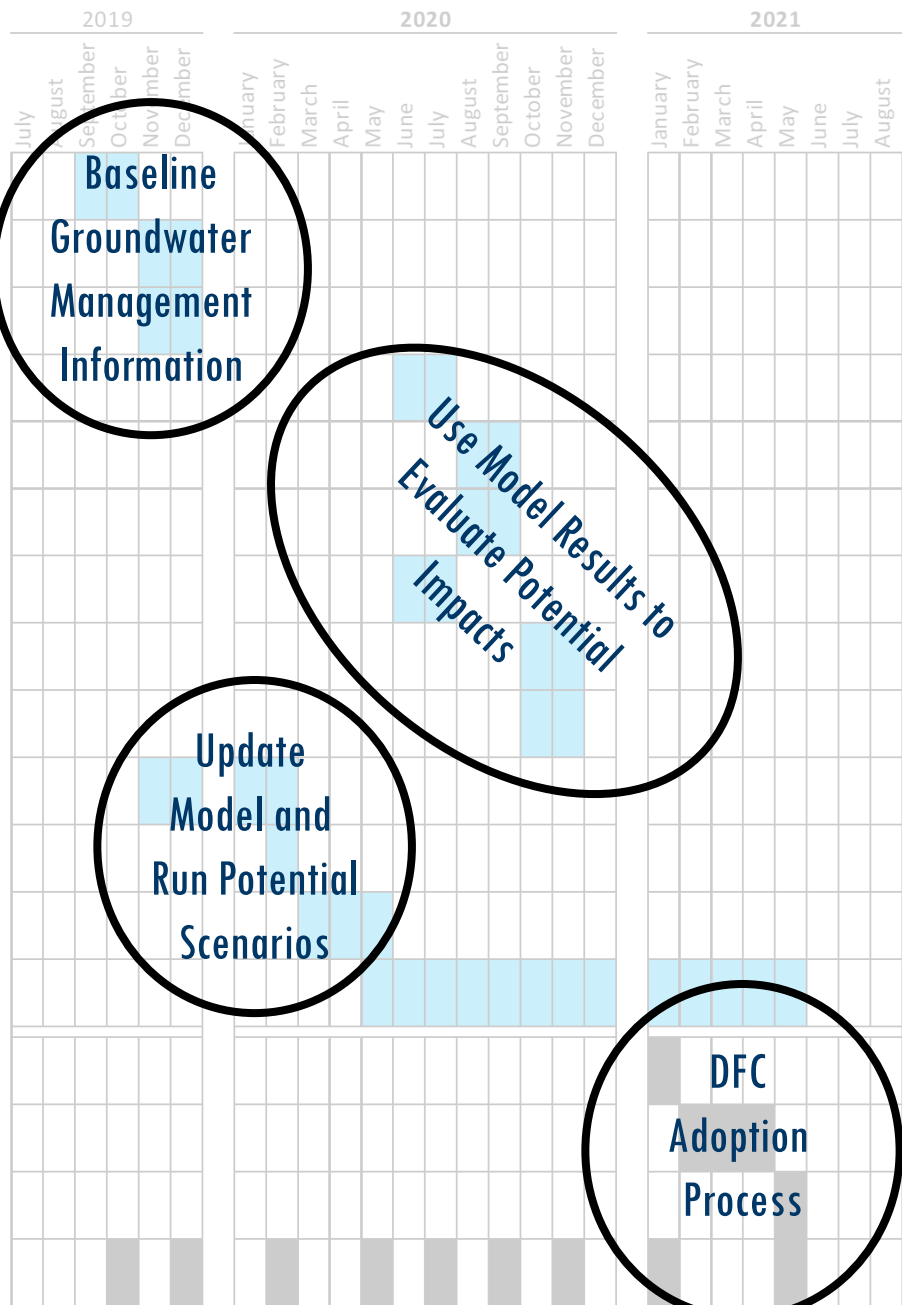 2019
2020
2021
July
August
September
October
November
December
January
February
March
April
May
June
July
August
September
October
November
December
January
February
March
April
May
June
July
August
Baseline
Groundwater
Management
Information
Use Model Results to
Evaluate Potential
Impacts
Update
Model and
Run Potential
Scenarios
DFC
Adoption
Process